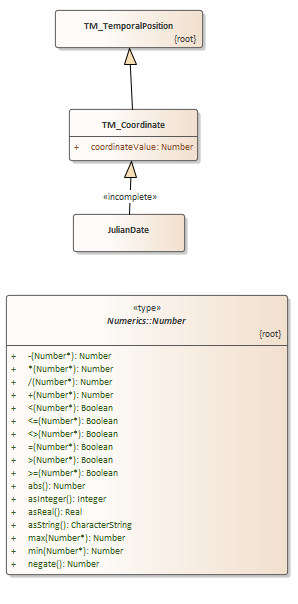 TM_TemporalPosition
{root}
TM_Coordinate
+ coordinateValue: Number
«incomplete»
JulianDate
«type»
Numerics::Number
{root}
+ -(Number*): Number
+ *(Number*): Number
+ /(Number*): Number
+ +(Number*): Number
+ <(Number*): Boolean
+ <=(Number*): Boolean
+ <>(Number*): Boolean
+ =(Number*): Boolean
+ >(Number*): Boolean
+ >=(Number*): Boolean
+ abs(): Number
+ asInteger(): Integer
+ asReal(): Real
+ asString(): CharacterString
+ max(Number*): Number
+ min(Number*): Number
+ negate(): Number